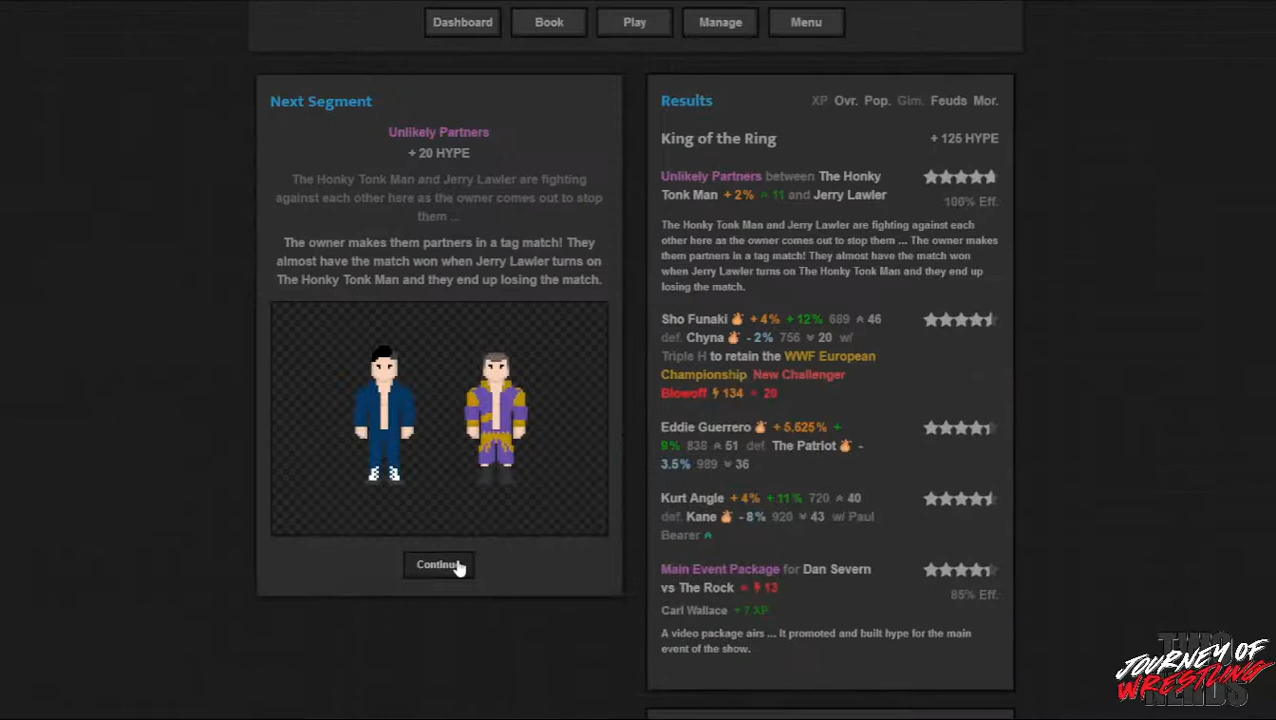 Dashboard Book Play Manage Menu
Next Segment
Unlikely Partners
+ 20 HYPE
The Honky Tonk Man and Jerry Lawler are fighting
against each other here as the owner comes out to stop
them ...
The owner makes them partners in a tag match! They
almost have the match won when Jerry Lawler turns on
The Honky Tonk Man and they end up losing the match.
Continue
Results XP Ovr. Pop. Gim. Feuds Mor.
King of the Ring + 125 HYPE
Unlikely Partners between The Honky
Tonk Man + 2% 11 and Jerry Lawler
100% Eff.
The Honky Tonk Man and Jerry Lawler are fighting against each
other here as the owner comes out to stop them ... The owner makes
them partners in a tag match! They almost have the match won
when Jerry Lawler turns on The Honky Tonk Man and they end up
losing the match.
Sho Funaki + 4% + 12% 689 46
def. Chyna - 2% 756 20 w/
Triple H to retain the WWF European
Championship New Challenger
Blowoff 134 20
Eddie Guerrero + 5.625% +
9% 838 51 def. The Patriot -
3.5% 989 36
Kurt Angle + 4% + 11% 720 40
def. Kane - 8% 920 43 w/ Paul
Bearer
Main Event Package for Dan Severn
vs The Rock 13
85% Eff.
Carl Wallace + 7 XP
A video package airs ... It promoted and built hype for the main
event of the show.
JOURNEY OF
WRESTLING